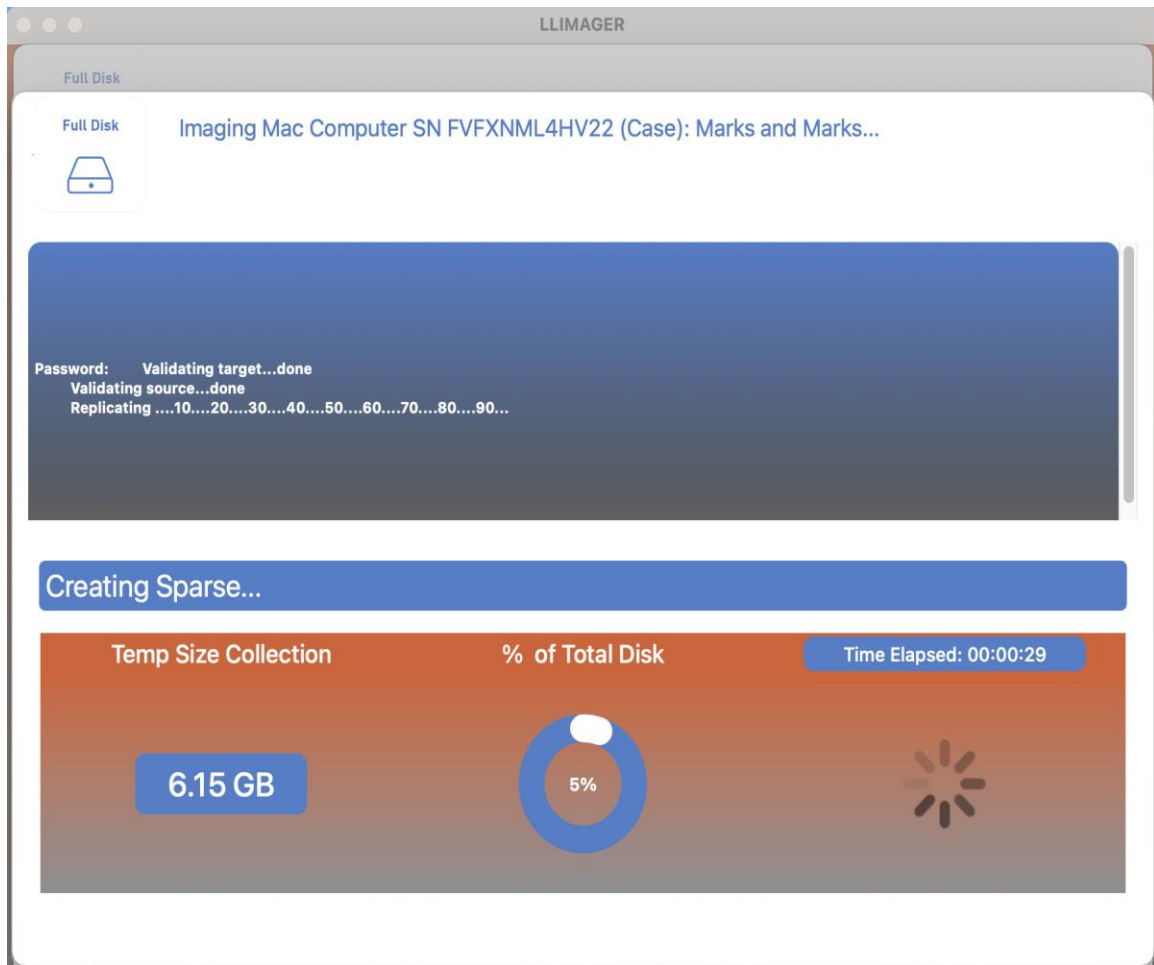 LLIMAGER
Full Disk
Full Disk
Imaging Mac Computer SN FVFXNML4HV22 (Case): Marks and Marks...
Password: Validating target...done
Validating source...done
Replicating ....10....20....30....40....50....60....70....80....90...
Creating Sparse...
Temp Size Collection
% of Total Disk
Time Elapsed: 00:00:29
6.15 GB
5%